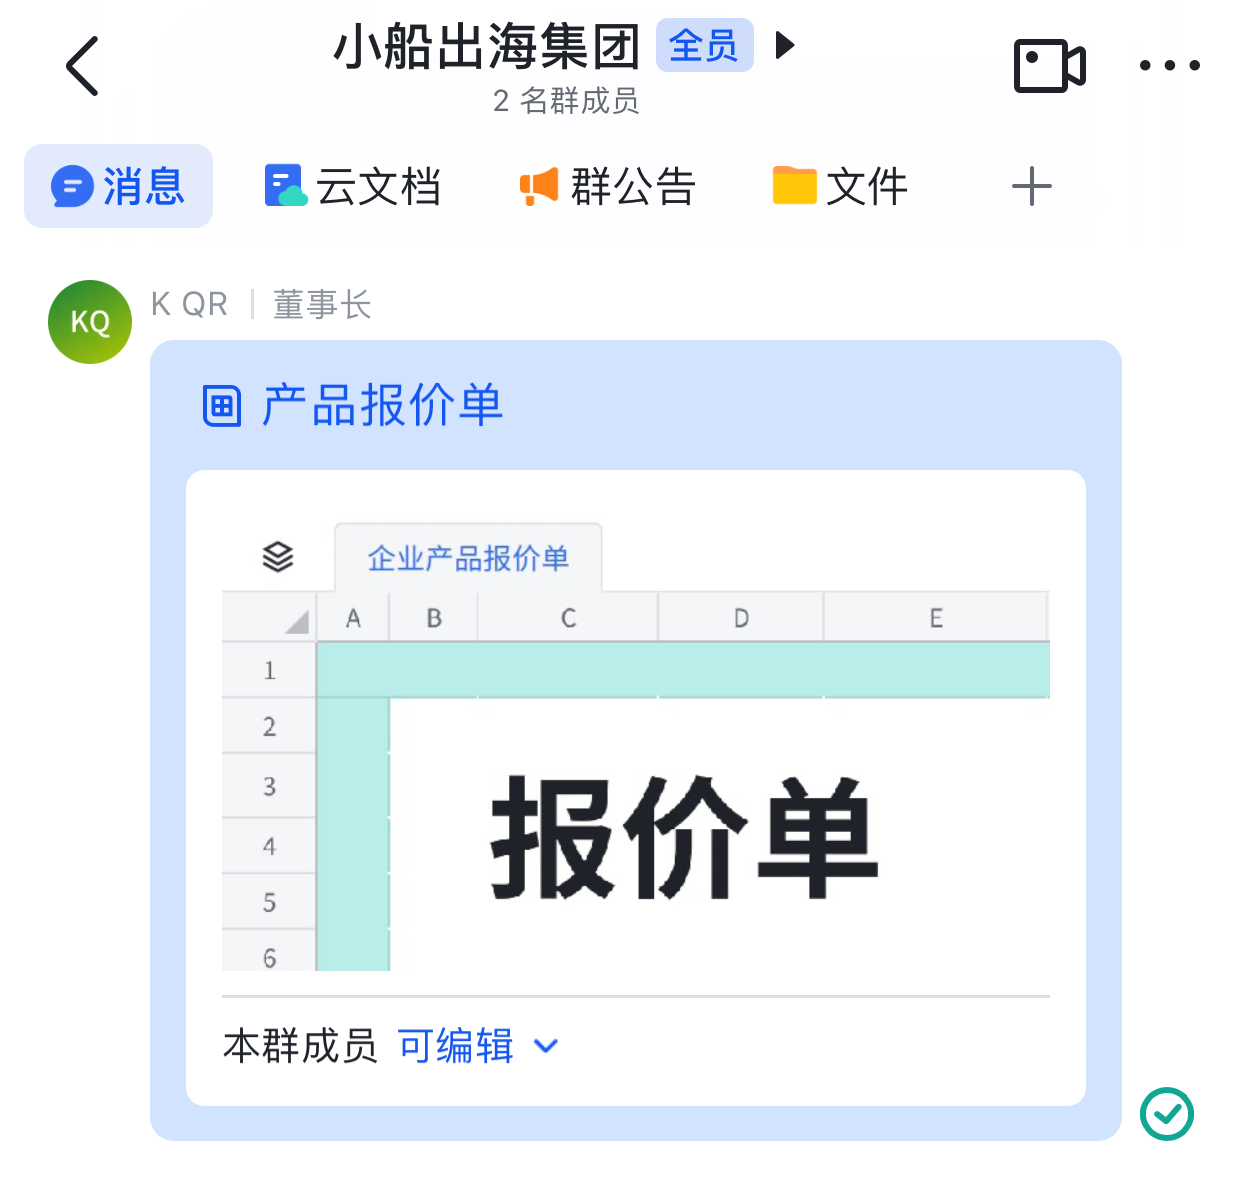 小船出海集团 全员
2 名群成员
消息 云文档 群公告 文件
KQ
K QR | 董事长
产品报价单
企业产品报价单
A B C D E
1
2
3
报价单
4
5
6
本群成员 可编辑